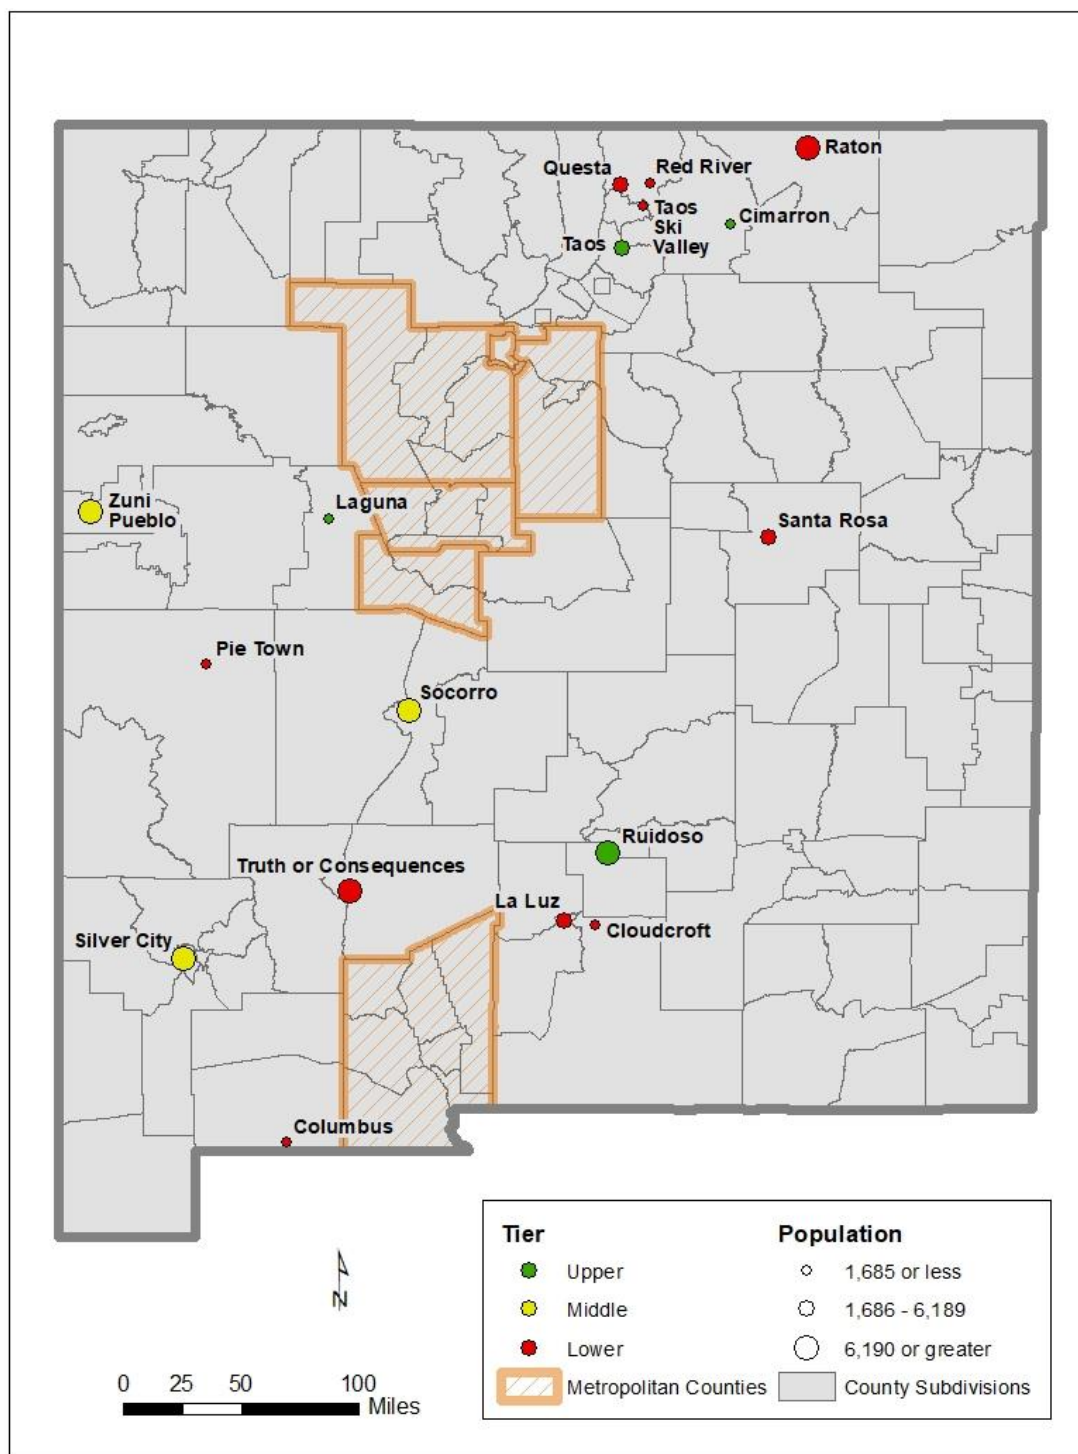 Raton
Questa
Red River
Taos
Ski
Valley
Cimarron
Taos
Zuni
Pueblo
Laguna
Santa Rosa
Pie Town
Socorro
Ruidoso
Truth or Consequences
La Luz
Cloudcroft
Silver City
Columbus
N
0 25 50 100
Miles
Tier
Upper
Middle
Lower
Metropolitan Counties
Population
1,685 or less
1,686 - 6,189
6,190 or greater
County Subdivisions